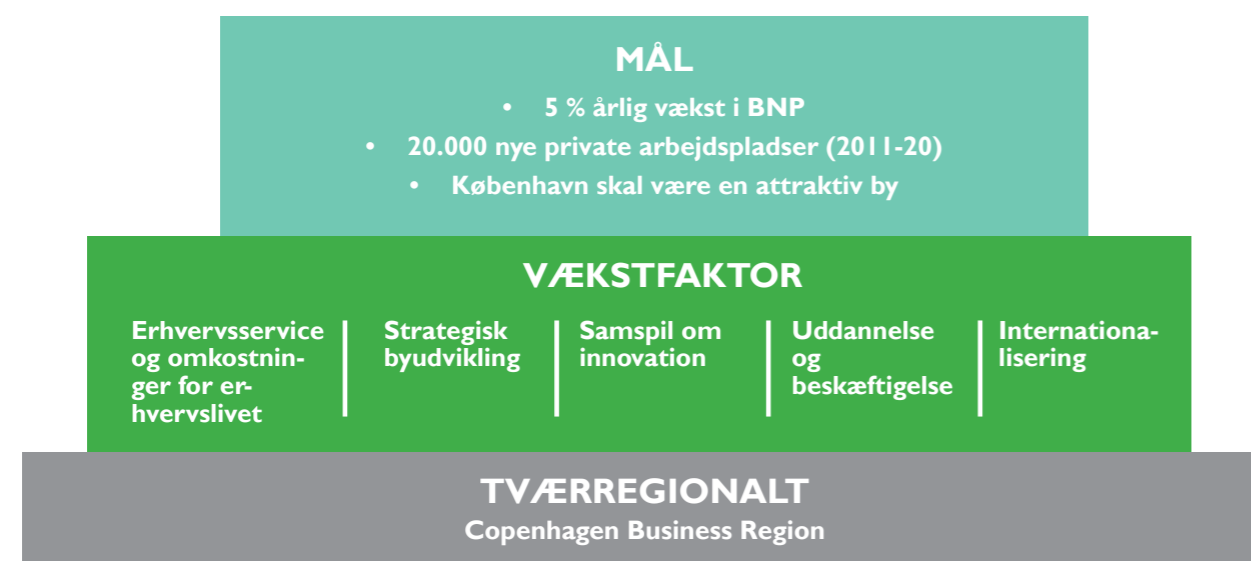 MÅL
• 5 % årlig vækst i BNP
• 20.000 nye private arbejdspladser (2011-20)
• København skal være en attraktiv by
VÆKSTFAKTOR
Erhvervsservice
og omkostnin-
ger for er-
hvervslivet
Strategisk
byudvikling
Samspil om
innovation
Uddannelse
og
beskæftigelse
Internationa-
lisering
TVÆRREGIONALT
Copenhagen Business Region